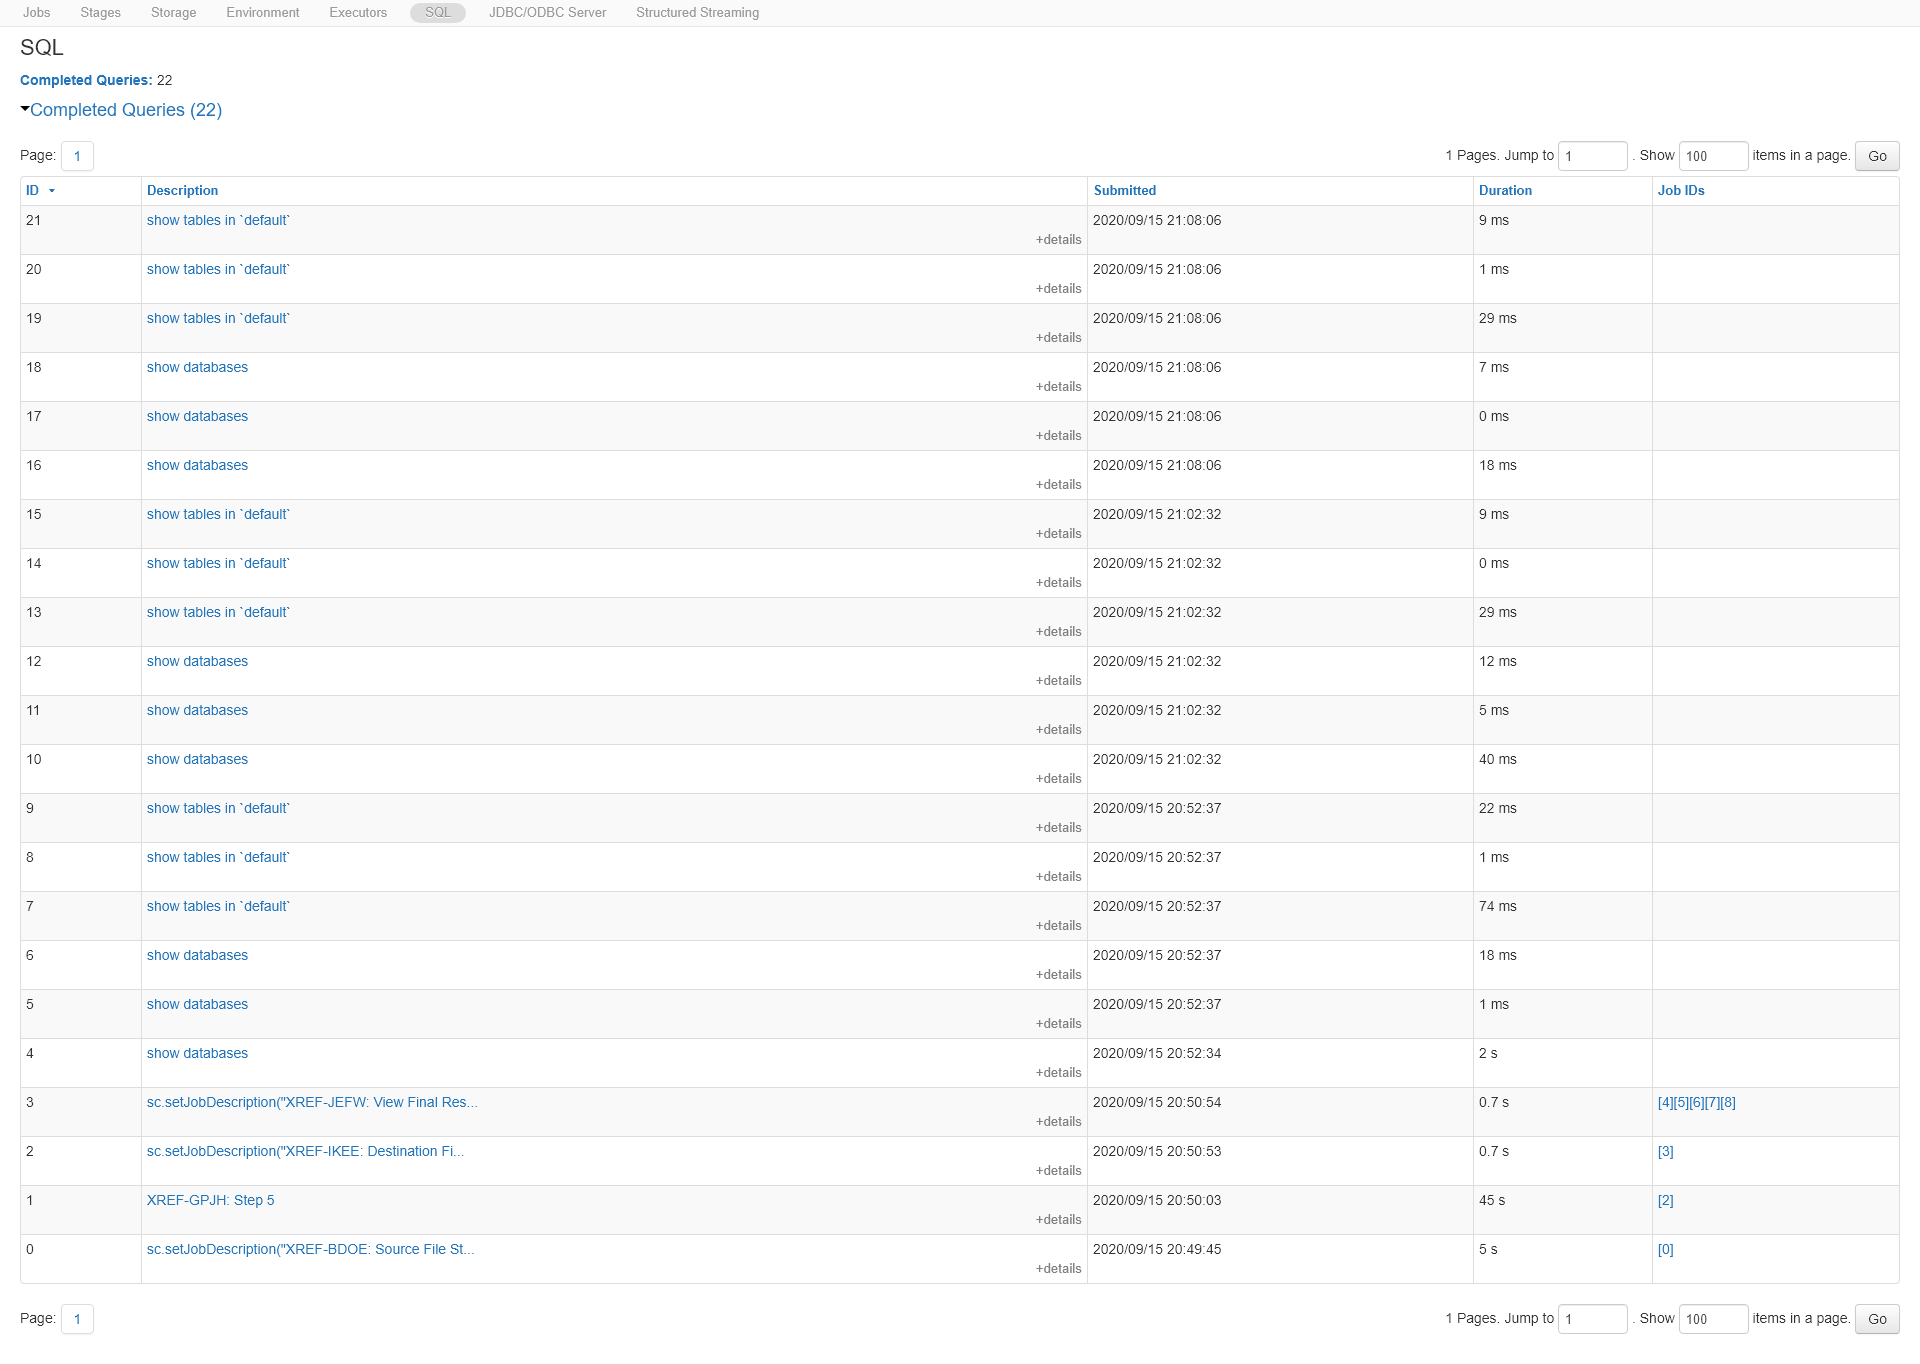 Jobs Stages Storage Environment Executors SQL JDBC/ODBC Server Structured Streaming
SQL
Completed Queries: 22
Completed Queries (22)
Page: 1 1 Pages. Jump to 1 . Show 100 items in a page. Go
ID Description Submitted Duration Job IDs
21 show tables in `default` 2020/09/15 21:08:06 9 ms
+details
20 show tables in `default` 2020/09/15 21:08:06 1 ms
+details
19 show tables in `default` 2020/09/15 21:08:06 29 ms
+details
18 show databases 2020/09/15 21:08:06 7 ms
+details
17 show databases 2020/09/15 21:08:06 0 ms
+details
16 show databases 2020/09/15 21:08:06 18 ms
+details
15 show tables in `default` 2020/09/15 21:02:32 9 ms
+details
14 show tables in `default` 2020/09/15 21:02:32 0 ms
+details
13 show tables in `default` 2020/09/15 21:02:32 29 ms
+details
12 show databases 2020/09/15 21:02:32 12 ms
+details
11 show databases 2020/09/15 21:02:32 5 ms
+details
10 show databases 2020/09/15 21:02:32 40 ms
+details
9 show tables in `default` 2020/09/15 20:52:37 22 ms
+details
8 show tables in `default` 2020/09/15 20:52:37 1 ms
+details
7 show tables in `default` 2020/09/15 20:52:37 74 ms
+details
6 show databases 2020/09/15 20:52:37 18 ms
+details
5 show databases 2020/09/15 20:52:37 1 ms
+details
4 show databases 2020/09/15 20:52:34 2 s
+details
3 sc.setJobDescription("XREF-JEFW: View Final Res... 2020/09/15 20:50:54 0.7 s [4][5][6][7][8]
+details
2 sc.setJobDescription("XREF-IKEE: Destination Fi... 2020/09/15 20:50:53 0.7 s [3]
+details
1 XREF-GPJH: Step 5 2020/09/15 20:50:03 45 s [2]
+details
0 sc.setJobDescription("XREF-BDOE: Source File St... 2020/09/15 20:49:45 5 s [0]
+details
Page: 1 1 Pages. Jump to 1 . Show 100 items in a page. Go